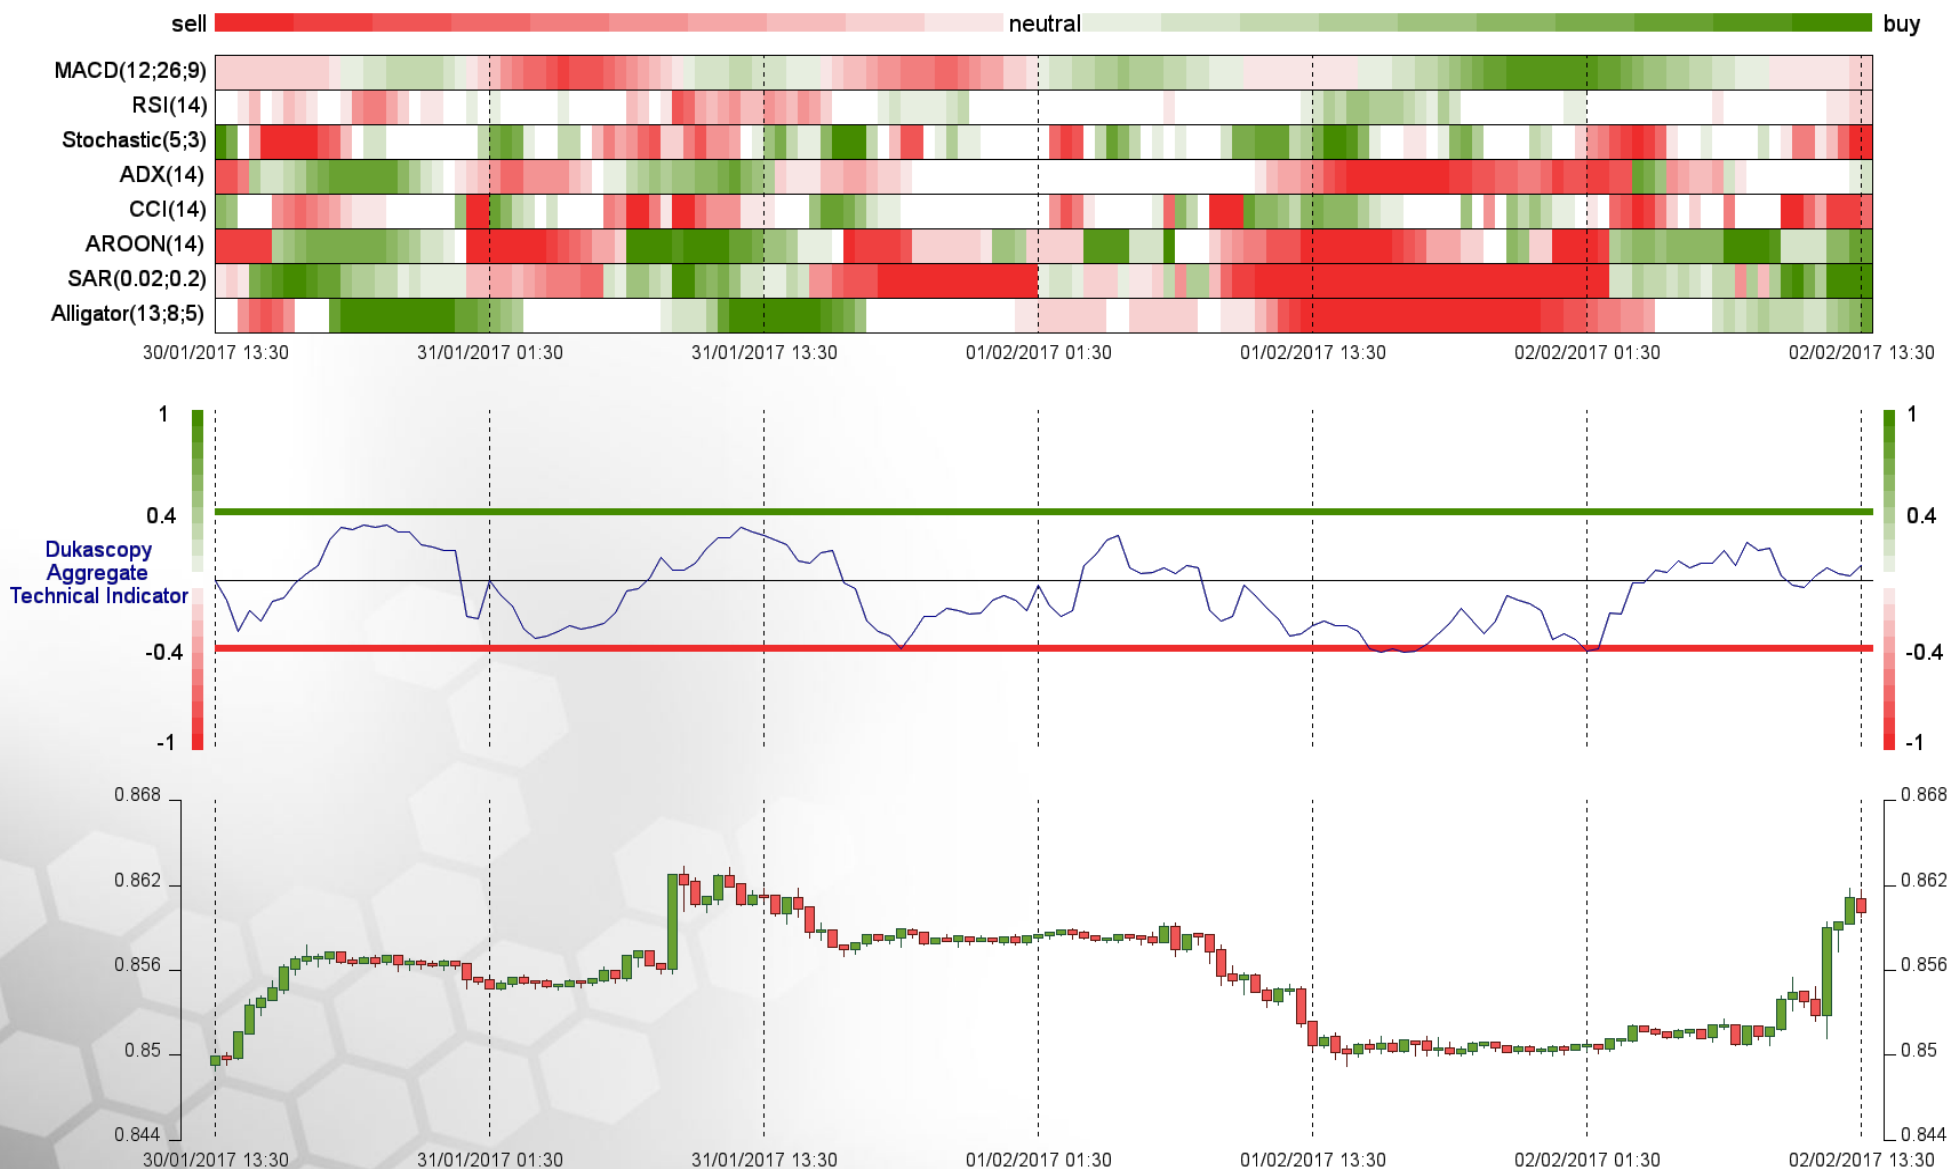 sell neutral buy
MACD(12;26;9)
RSI(14)
Stochastic(5;3)
ADX(14)
CCI(14)
AROON(14)
SAR(0.02;0.2)
Alligator(13;8;5)
30/01/2017 13:30 31/01/2017 01:30 31/01/2017 13:30 01/02/2017 01:30 01/02/2017 13:30 02/02/2017 01:30 02/02/2017 13:30
1 1
0.4 0.4
Dukascopy
Aggregate
Technical Indicator
-0.4 -0.4
-1 -1
0.868 0.868
0.862 0.862
0.856 0.856
0.85 0.85
0.844 0.844
30/01/2017 13:30 31/01/2017 01:30 31/01/2017 13:30 01/02/2017 01:30 01/02/2017 13:30 02/02/2017 01:30 02/02/2017 13:30